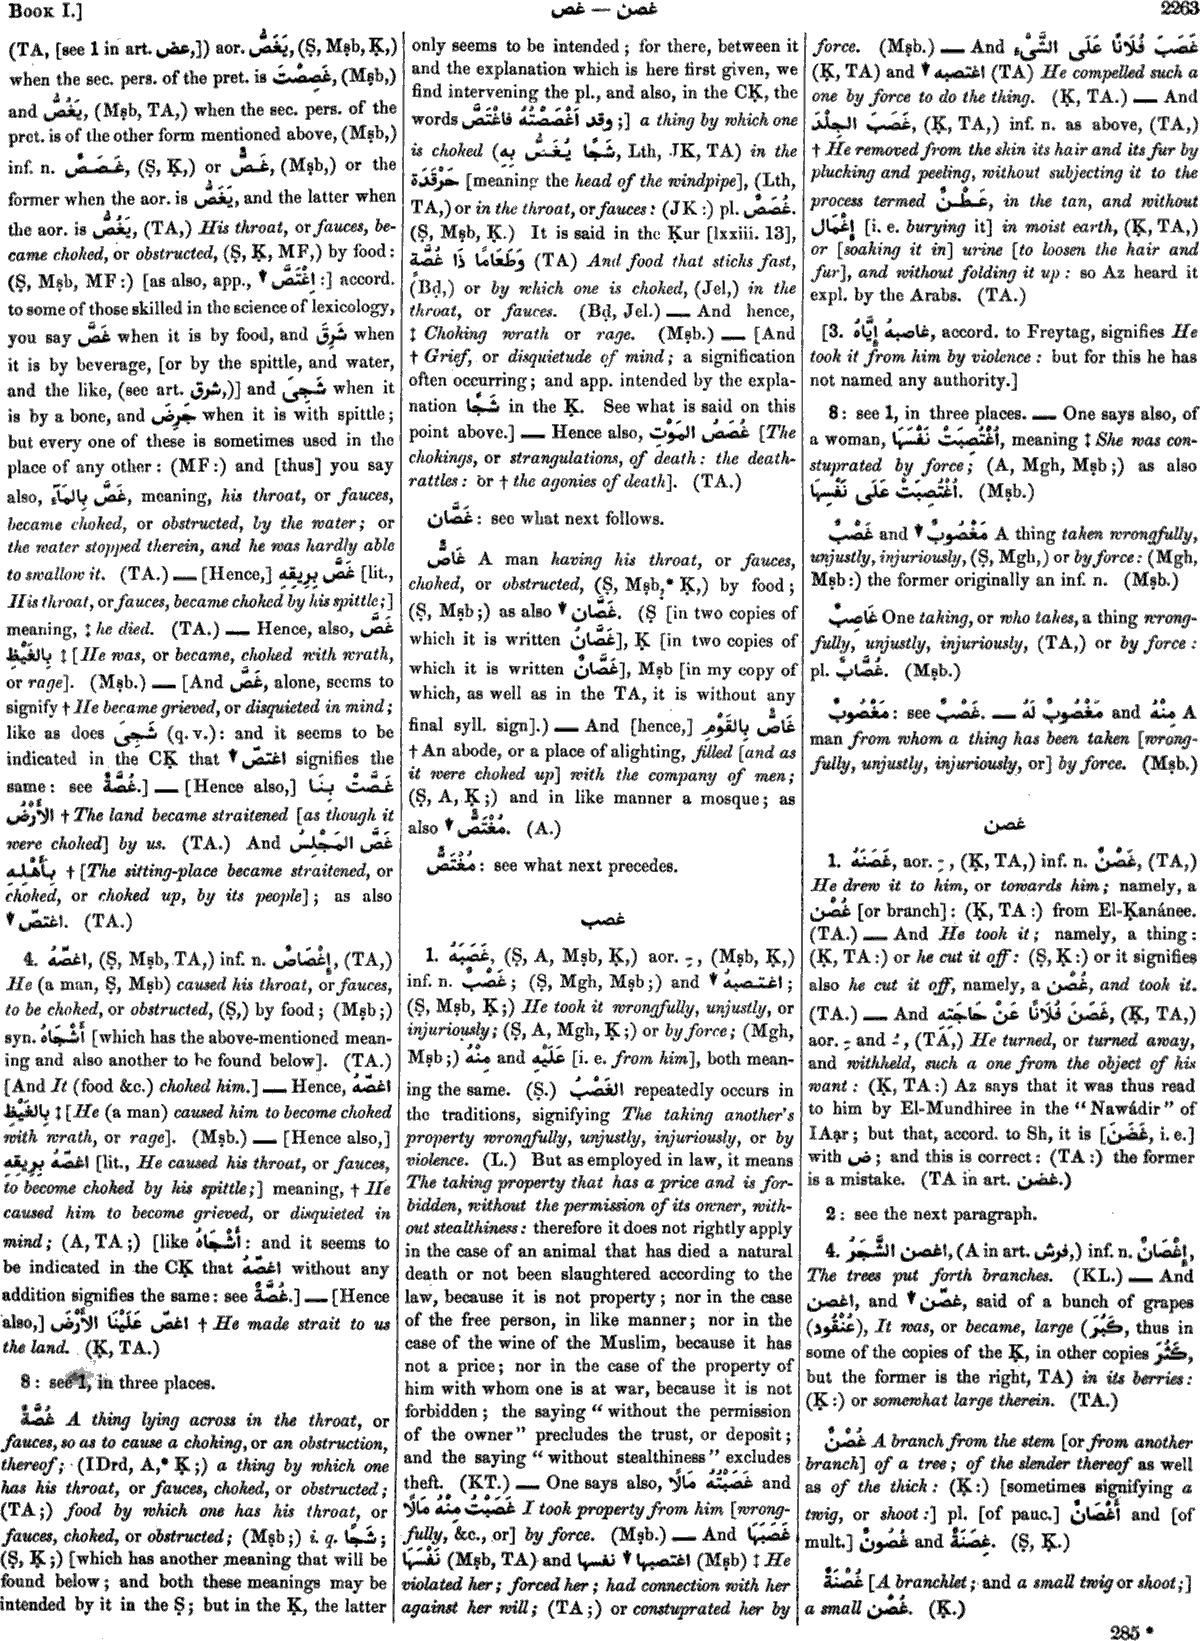 BOOK I.]
غصن — غص
2263
(TA, [see 1 in art. عض,]) aor. يَغَصُّ, (Ṣ, Mṣb, Ḳ,)
when the sec. pers. of the pret. is غَصِصْتَ, (Mṣb,)
and يَغُصُّ, (Mṣb, TA,) when the sec. pers. of the
pret. is of the other form mentioned above, (Mṣb,)
inf. n. غَصَصٌ, (Ṣ, Ḳ,) or غَصٌّ, (Mṣb,) or the
former when the aor. is يَغَصُّ, and the latter when
the aor. is يَغُصُّ, (TA,) His throat, or fauces, be-
came choked, or obstructed, (Ṣ, Ḳ, MF,) by food:
(Ṣ, Mṣb, MF:) [as also, app., ▼ اِغْتَصَّ:] accord.
to some of those skilled in the science of lexicology,
you say غَصَّ when it is by food, and شَرِقَ when
it is by beverage, [or by the spittle, and water,
and the like, (see art. شرق,)] and شَجِىَ when it
is by a bone, and جَرِضَ when it is with spittle;
but every one of these is sometimes used in the
place of any other: (MF:) and [thus] you say
also, غَصَّ بِالمَآءِ, meaning, his throat, or fauces,
became choked, or obstructed, by the water; or
the water stopped therein, and he was hardly able
to swallow it. (TA.) — [Hence,] غَصَّ بِرِيقِهِ [lit.,
His throat, or fauces, became choked by his spittle;]
meaning, ‡ he died. (TA.) — Hence, also, غَصَّ
بِالغَيْظِ ‡ [He was, or became, choked with wrath,
or rage]. (Mṣb.) — [And غَصَّ, alone, seems to
signify † He became grieved, or disquieted in mind;
like as does شَجِىَ (q. v.): and it seems to be
indicated in the CḲ that ▼ اغتصّ signifies the
same: see غُصَّةٌ.] — [Hence also,] غَصَّتْ بِنَا
الأَرْضُ † The land became straitened [as though it
were choked] by us. (TA.) And غَصَّ المَجْلِسُ
بِأَهْلِهِ † [The sitting-place became straitened, or
choked, or choked up, by its people]; as also
▼ اغتصّ. (TA.)
4. اغصّهُ, (Ṣ, Mṣb, TA,) inf. n. إِغْصَاصٌ, (TA,)
He (a man, Ṣ, Mṣb) caused his throat, or fauces,
to be choked, or obstructed, (Ṣ,) by food; (Mṣb;)
syn. أَشْجَاهُ [which has the above-mentioned mean-
ing and also another to be found below]. (TA.)
[And It (food &c.) choked him.] — Hence, اغصّهُ
بِالغَيْظِ ‡ [He (a man) caused him to become choked
with wrath, or rage]. (Mṣb.) — [Hence also,]
اغصّهُ بِرِيقِهِ [lit., He caused his throat, or fauces,
to become choked by his spittle;] meaning, † He
caused him to become grieved, or disquieted in
mind; (A, TA;) [like أَشْجَاهُ: and it seems to
be indicated in the CḲ that اغصّهُ without any
addition signifies the same: see غُصَّةٌ.] — [Hence
also,] اغصّ عَلَيْنَا الأَرْضَ † He made strait to us
the land. (Ḳ, TA.)
8: see 1, in three places.
غُصَّةٌ A thing lying across in the throat, or
fauces, so as to cause a choking, or an obstruction,
thereof; (IDrd, A,* Ḳ;) a thing by which one
has his throat, or fauces, choked, or obstructed;
(TA;) food by which one has his throat, or
fauces, choked, or obstructed; (Mṣb;) i. q. شَجًا;
(Ṣ, Ḳ;) [which has another meaning that will be
found below; and both these meanings may be
intended by it in the Ṣ; but in the Ḳ, the latter
only seems to be intended; for there, between it
and the explanation which is here first given, we
find intervening the pl., and also, in the CḲ, the
words وقد أَغْصَصْتُهُ فَاغْتَصَّ;] a thing by which one
is choked (شَجًا يُغَصُّ بِهِ, Lth, JK, TA) in the
حَرْقَدَة [meaning the head of the windpipe], (Lth,
TA,) or in the throat, or fauces: (JK:) pl. غُصَصٌ.
(Ṣ, Mṣb, Ḳ.) It is said in the Ḳur [lxxiii. 13],
وَطَعَامًا ذَا غُصَّةٍ (TA) And food that sticks fast,
(Bḍ,) or by which one is choked, (Jel,) in the
throat, or fauces. (Bḍ, Jel.) — And hence,
‡ Choking wrath or rage. (Mṣb.) — [And
† Grief, or disquietude of mind; a signification
often occurring; and app. intended by the expla-
nation شَجًا in the Ḳ. See what is said on this
point above.] — Hence also, غُصَصُ المَوْتِ [The
chokings, or strangulations, of death: the death-
rattles: or † the agonies of death]. (TA.)
غَصَّان: see what next follows.
غَاصٌّ A man having his throat, or fauces,
choked, or obstructed, (Ṣ, Mṣb,* Ḳ,) by food;
(Ṣ, Mṣb;) as also ▼ غَصَّان. (Ṣ [in two copies of
which it is written غَصَّانُ], Ḳ [in two copies of
which it is written غَصَّانٌ], Mṣb [in my copy of
which, as well as in the TA, it is without any
final syll. sign].) — And [hence,] غَاصٌّ بِالقَوْمِ
† An abode, or a place of alighting, filled [and as
it were choked up] with the company of men;
(Ṣ, A, Ḳ;) and in like manner a mosque; as
also ▼ مُغْتَصٌّ. (A.)
مُغْتَصٌّ: see what next precedes.
غصب
1. غَصَبَهُ, (Ṣ, A, Mṣb, Ḳ,) aor. ـِ, (Mṣb, Ḳ,)
inf. n. غَصْبٌ; (Ṣ, Mgh, Mṣb;) and ▼ اغتصبهُ;
(Ṣ, Mṣb, Ḳ;) He took it wrongfully, unjustly, or
injuriously; (Ṣ, A, Mgh, Ḳ;) or by force; (Mgh,
Mṣb;) مِنْهُ and عَلَيْهِ [i. e. from him], both mean-
ing the same. (Ṣ.) الغَصْبُ repeatedly occurs in
the traditions, signifying The taking another's
property wrongfully, unjustly, injuriously, or by
violence. (L.) But as employed in law, it means
The taking property that has a price and is for-
bidden, without the permission of its owner, with-
out stealthiness: therefore it does not rightly apply
in the case of an animal that has died a natural
death or not been slaughtered according to the
law, because it is not property; nor in the case
of the free person, in like manner; nor in the
case of the wine of the Muslim, because it has
not a price; nor in the case of the property of
him with whom one is at war, because it is not
forbidden; the saying “without the permission
of the owner” precludes the trust, or deposit;
and the saying “without stealthiness” excludes
theft. (KT.) — One says also, غَصَبْتُهُ مَالًا and
غَصَبْتُ مِنْهُ مَالًا I took property from him [wrong-
fully, &c., or] by force. (Mṣb.) — And غَصَبَهَا
نَفْسَهَا (Mṣb, TA) and ▼ اغتصبها نفسها (Mṣb) ‡ He
violated her; forced her; had connection with her
against her will; (TA;) or constuprated her by
force. (Mṣb.) — And غَصَبَ فُلَانًا عَلَى الشَّىْءِ
(Ḳ, TA) and ▼ اغتصبه (TA) He compelled such a
one by force to do the thing. (Ḳ, TA.) — And
غَصَبَ الجِلْدَ, (Ḳ, TA,) inf. n. as above, (TA,)
† He removed from the skin its hair and its fur by
plucking and peeling, without subjecting it to the
process termed عَطْنٌ, in the tan, and without
إِغْمَال [i. e. burying it] in moist earth, (Ḳ, TA,)
or [soaking it in] urine [to loosen the hair and
fur], and without folding it up: so Az heard it
expl. by the Arabs. (TA.)
[3. غاصبهُ إِيَّاهُ, accord. to Freytag, signifies He
took it from him by violence: but for this he has
not named any authority.]
8: see 1, in three places. — One says also, of
a woman, اُغْتُصِبَتْ نَفْسَهَا, meaning ‡ She was con-
stuprated by force; (A, Mgh, Mṣb;) as also
اُغْتُصِبَتْ عَلَى نَفْسِهَا. (Mṣb.)
غَصْبٌ and ▼ مَغْصُوبٌ A thing taken wrongfully,
unjustly, injuriously, (Ṣ, Mgh,) or by force: (Mgh,
Mṣb:) the former originally an inf. n. (Mṣb.)
غَاصِبٌ One taking, or who takes, a thing wrong-
fully, unjustly, injuriously, (TA,) or by force:
pl. غُصَّابٌ. (Mṣb.)
مَغْصُوبٌ: see غَصْبٌ. — مَغْصُوبٌ لَهُ and مِنْهُ A
man from whom a thing has been taken [wrong-
fully, unjustly, injuriously, or] by force. (Mṣb.)
غصن
1. غَصَنَهُ, aor. ـِ, (Ḳ, TA,) inf. n. غَصْنٌ, (TA,)
He drew it to him, or towards him; namely, a
غُصْن [or branch]: (Ḳ, TA:) from El-Ḳanánee.
(TA.) — And He took it; namely, a thing:
(Ḳ, TA:) or he cut it off: (Ṣ, Ḳ:) or it signifies
also he cut it off, namely, a غُصْن, and took it.
(TA.) — And غَصَنَ فُلَانًا عَنْ حَاجَتِهِ, (Ḳ, TA,)
aor. ـِ and ـُ, (TA,) He turned, or turned away,
and withheld, such a one from the object of his
want: (Ḳ, TA:) Az says that it was thus read
to him by El-Mundhiree in the “Nawádir” of
IAạr; but that, accord. to Sh, it is [غَضَنَ, i. e.]
with ض; and this is correct: (TA:) the former
is a mistake. (TA in art. غضن.)
2: see the next paragraph.
4. اغصن الشَّجَرُ, (A in art. فرش,) inf. n. إِغْصَانٌ,
The trees put forth branches. (KL.) — And
اغصن, and ▼ غصّن, said of a bunch of grapes
(عُنْقُود), It was, or became, large (كَبُرَ, thus in
some of the copies of the Ḳ, in other copies كَثُرَ,
but the former is the right, TA) in its berries:
(Ḳ:) or somewhat large therein. (TA.)
غُصْنٌ A branch from the stem [or from another
branch] of a tree; of the slender thereof as well
as of the thick: (Ḳ:) [sometimes signifying a
twig, or shoot:] pl. [of pauc.] أَغْصَانٌ and [of
mult.] غُصُونٌ and غِصَنَةٌ. (Ṣ, Ḳ.)
غُصْنَةٌ [A branchlet; and a small twig or shoot;]
a small غُصْن. (Ḳ.)
285 *